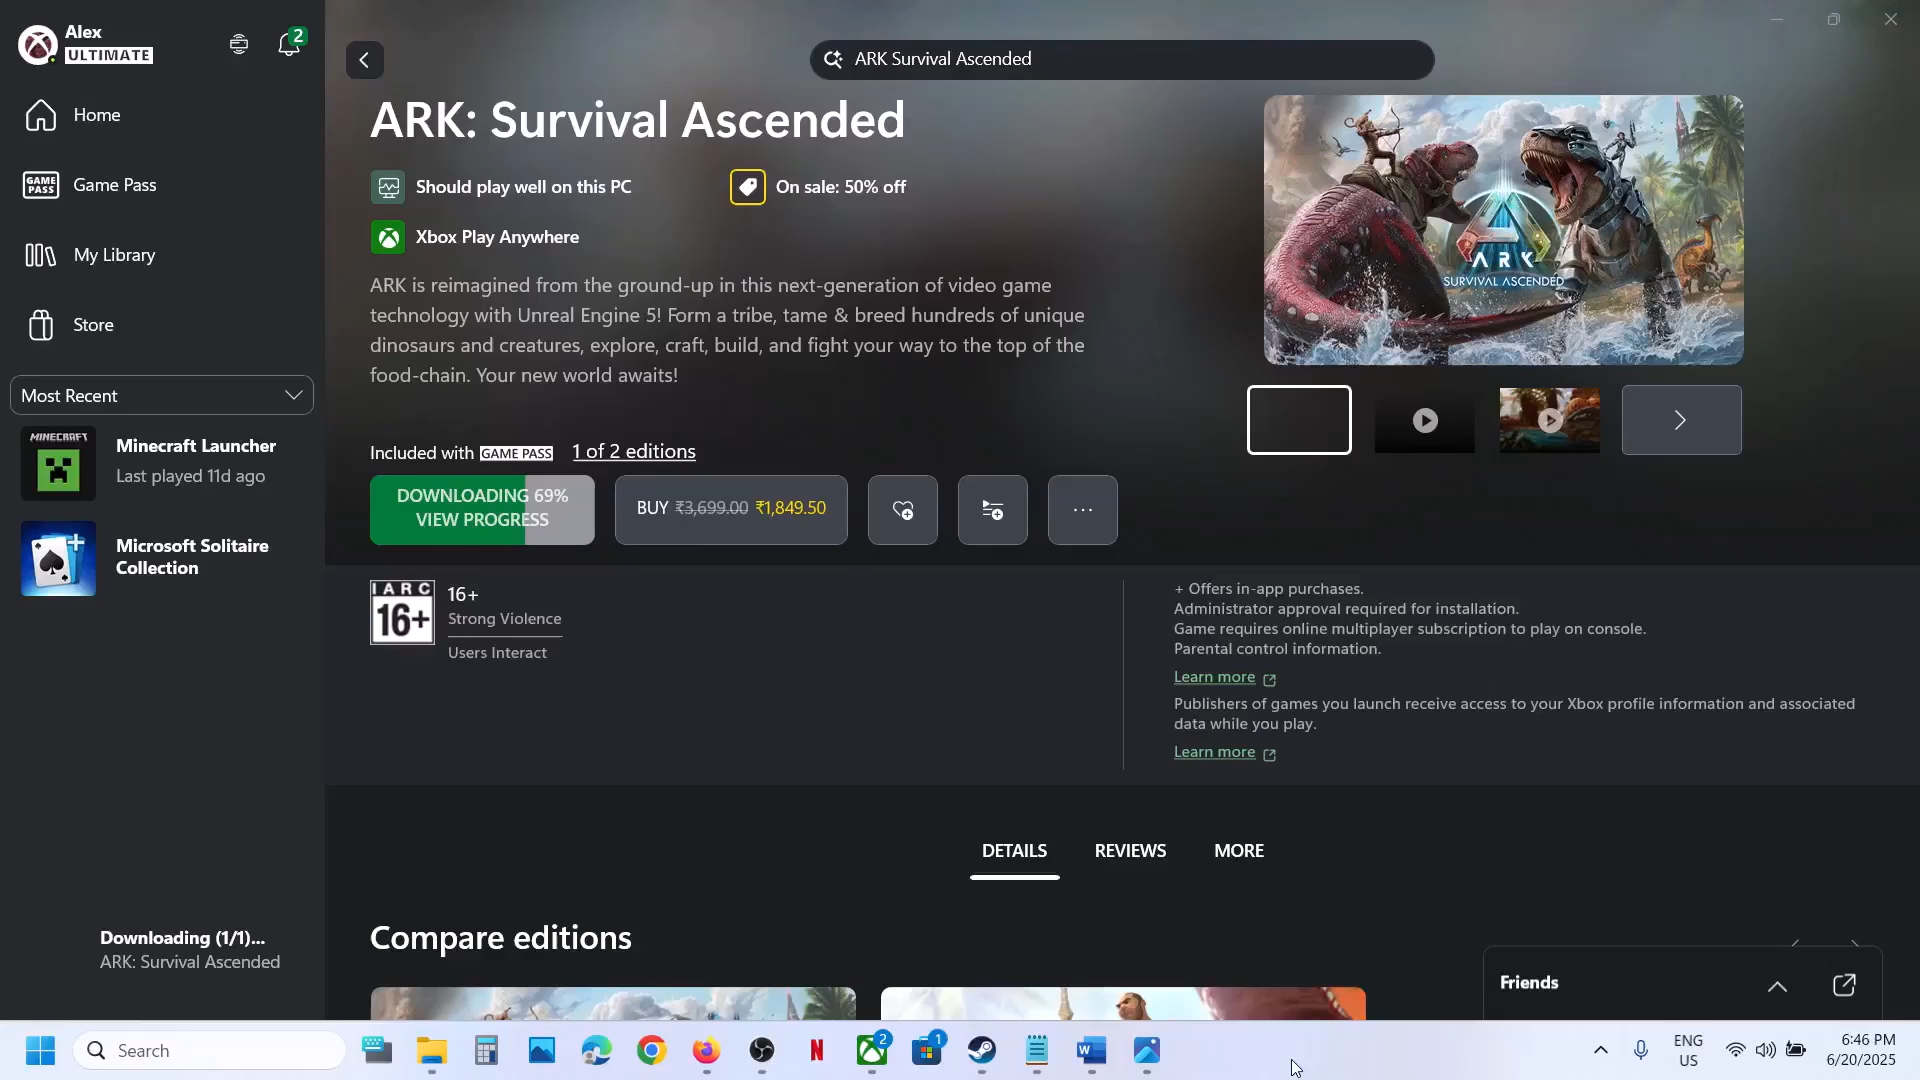 Alex
ULTIMATE
2
Home
GAME PASS
Game Pass
My Library
Store
Most Recent
MINECRAFT
Minecraft Launcher
Last played 11d ago
Microsoft Solitaire
Collection
Downloading (1/1)...
ARK: Survival Ascended
ARK Survival Ascended
ARK: Survival Ascended
Should play well on this PC
On sale: 50% off
Xbox Play Anywhere
ARK is reimagined from the ground-up in this next-generation of video game
technology with Unreal Engine 5! Form a tribe, tame & breed hundreds of unique
dinosaurs and creatures, explore, craft, build, and fight your way to the top of the
food-chain. Your new world awaits!
ARK
SURVIVAL ASCENDED
Included with GAME PASS 1 of 2 editions
DOWNLOADING 69%
VIEW PROGRESS
BUY ₹3,699.00 ₹1,849.50
IARC
16+
16+
Strong Violence
Users Interact
+ Offers in-app purchases.
Administrator approval required for installation.
Game requires online multiplayer subscription to play on console.
Parental control information.
Learn more
Publishers of games you launch receive access to your Xbox profile information and associated
data while you play.
Learn more
DETAILS
REVIEWS
MORE
Compare editions
Friends
Search
N
2
1
W
ENG
US
6:46 PM
6/20/2025